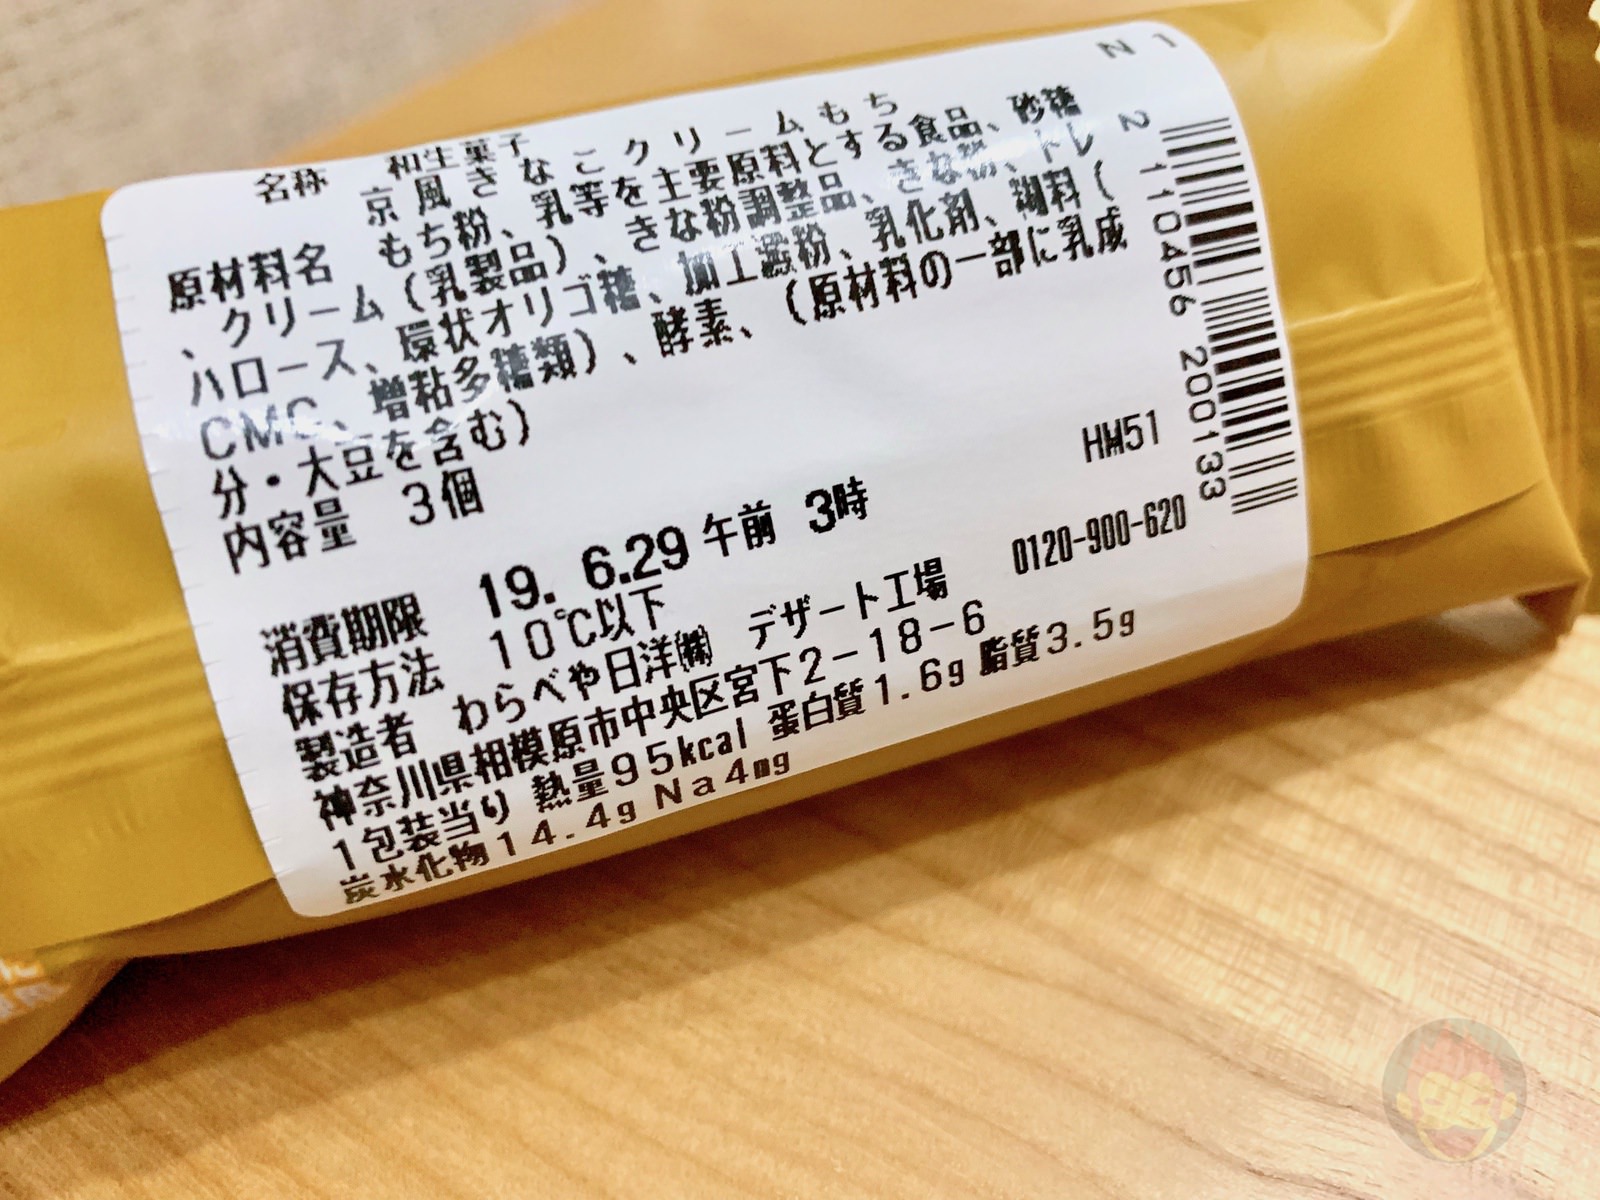 名称　和生菓子
京風きなこクリームもち
原材料名　もち粉、乳等を主要原料とする食品、砂糖
、クリーム(乳製品)、きな粉調整品、きな粉、トレ
ハロース、環状オリゴ糖、加工澱粉、乳化剤、糊料(
CMC、増粘多糖類)、酵素、(原材料の一部に乳成
分・大豆を含む)
内容量　3個
HM51
消費期限　19. 6.29 午前 3時
保存方法　10℃以下
製造者　わらべや日洋㈱　デザート工場　0120-900-620
神奈川県相模原市中央区宮下2-18-6
1包装当り 熱量95kcal 蛋白質1.6g 脂質3.5g
炭水化物14.4g Na4mg
2 110456 200133